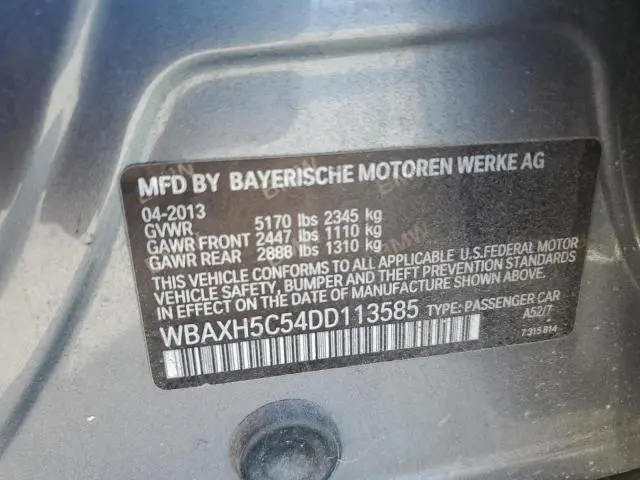 MFD BY BAYERISCHE MOTOREN WERKE AG
04-2013
GVWR 5170 lbs 2345 kg
GAWR FRONT 2447 lbs 1110 kg
GAWR REAR 2888 lbs 1310 kg
THIS VEHICLE CONFORMS TO ALL APPLICABLE U.S.FEDERAL MOTOR
VEHICLE SAFETY, BUMPER AND THEFT PREVENTION STANDARDS
IN EFFECT ON THE DATE OF MANUFACTURE SHOWN ABOVE.
WBAXH5C54DD113585 TYPE: PASSENGER CAR
A52/7
7 315 814